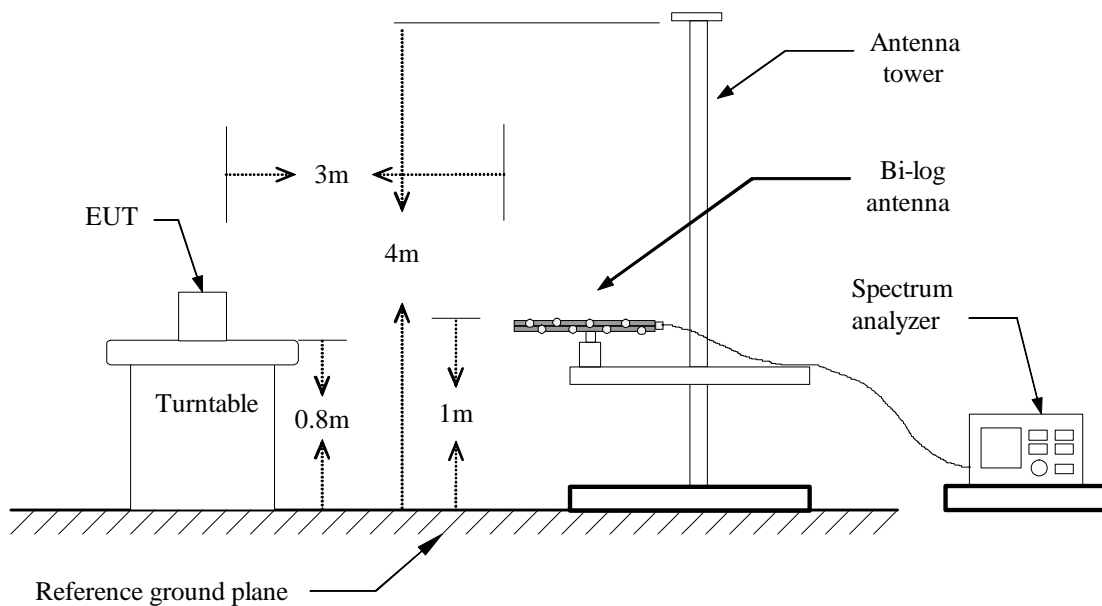 Antenna
tower
3m
Bi-log
antenna
EUT
4m
Spectrum
analyzer
Turntable
0.8m
1m
Reference ground plane